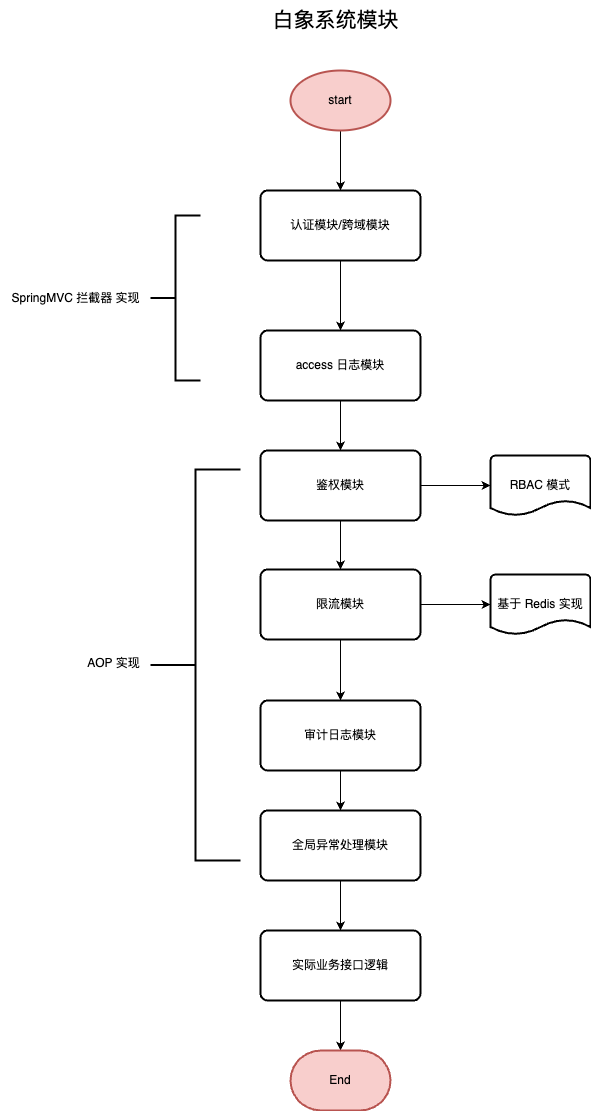 白象系统模块
start
认证模块/跨域模块
SpringMVC 拦截器 实现
access 日志模块
鉴权模块
RBAC 模式
限流模块
基于 Redis 实现
AOP 实现
审计日志模块
全局异常处理模块
实际业务接口逻辑
End